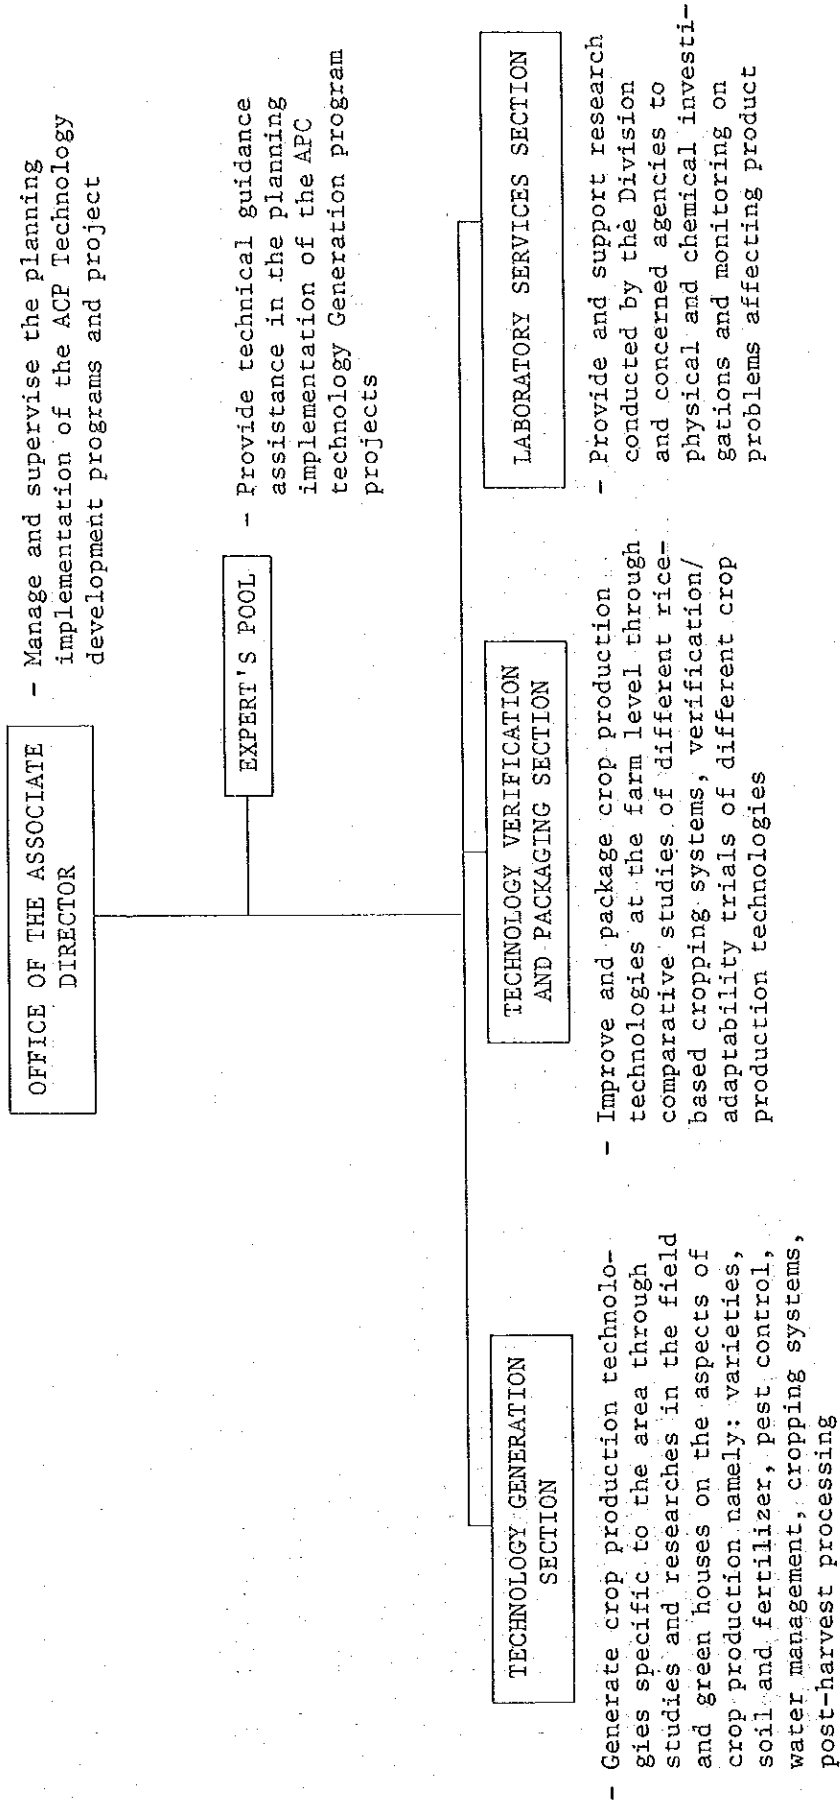 OFFICE OF THE ASSOCIATE
DIRECTOR
- Manage and supervise the planning
implementation of the ACP Technology
development programs and project
EXPERT'S POOL
- Provide technical guidance
assistance in the planning
implementation of the APC
technology Generation program
projects
TECHNOLOGY GENERATION
SECTION
- Generate crop production technolo-
gies specific to the area through
studies and researches in the field
and green houses on the aspects of
crop production namely: varieties,
soil and fertilizer, pest control,
water management, cropping systems,
post-harvest processing
TECHNOLOGY VERIFICATION
AND PACKAGING SECTION
- Improve and package crop production
technologies at the farm level through
comparative studies of different rice-
based cropping systems, verification/
adaptability trials of different crop
production technologies
LABORATORY SERVICES SECTION
- Provide and support research
conducted by the Division
and concerned agencies to
physical and chemical investi-
gations and monitoring on
problems affecting product